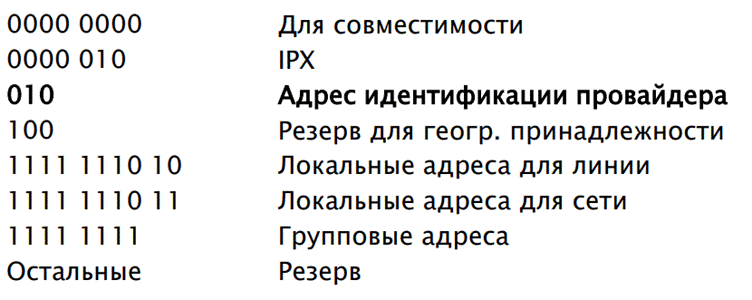 0000 0000 Для совместимости
0000 010 IPX
010 Адрес идентификации провайдера
100 Резерв для геогр. принадлежности
1111 1110 10 Локальные адреса для линии
1111 1110 11 Локальные адреса для сети
1111 1111 Групповые адреса
Остальные Резерв